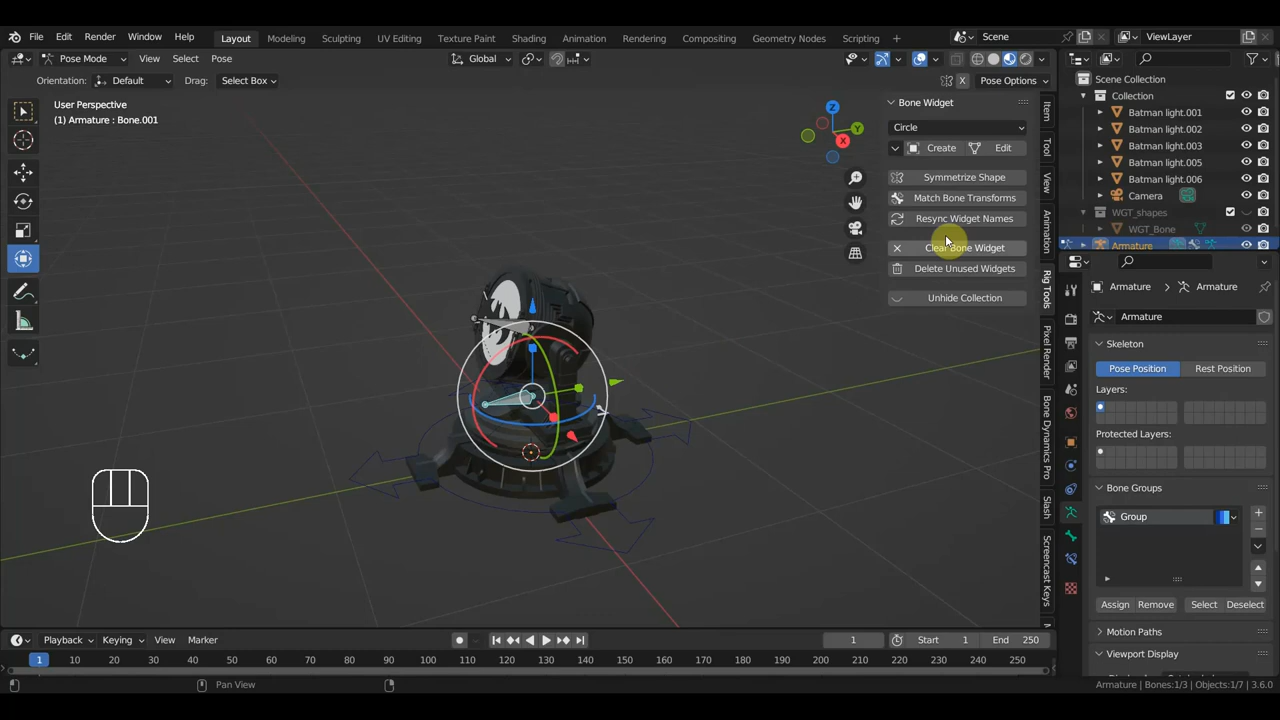 File Edit Render Window Help Layout Modeling Sculpting UV Editing Texture Paint Shading Animation Rendering Compositing Geometry Nodes Scripting + Scene ViewLayer
Pose Mode View Select Pose Global
Orientation: Default Drag: Select Box X Pose Options
User Perspective
(1) Armature : Bone.001
Z
Y
X
Bone Widget
Circle
Create Edit
Symmetrize Shape
Match Bone Transforms
Resync Widget Names
Clear Bone Widget
Delete Unused Widgets
Unhide Collection
Item
Tool
View
Animation
Rig Tools
Pixel Render
Bone Dynamics Pro
Slash
Screencast Keys
Scene Collection
Collection
Batman light.001
Batman light.002
Batman light.003
Batman light.005
Batman light.006
Camera
WGT_shapes
WGT_Bone
Armature
Armature > Armature
Armature
Skeleton
Pose Position Rest Position
Layers:
Protected Layers:
Bone Groups
Group
Assign Remove Select Deselect
Motion Paths
Viewport Display
Playback Keying View Marker 1 Start 1 End 250
1 10 20 30 40 50 60 70 80 90 100 110 120 130 140 150 160 170 180 190 200 210 220 230 240 250
Pan View Armature | Bones:1/3 | Objects:1/7 | 3.6.0